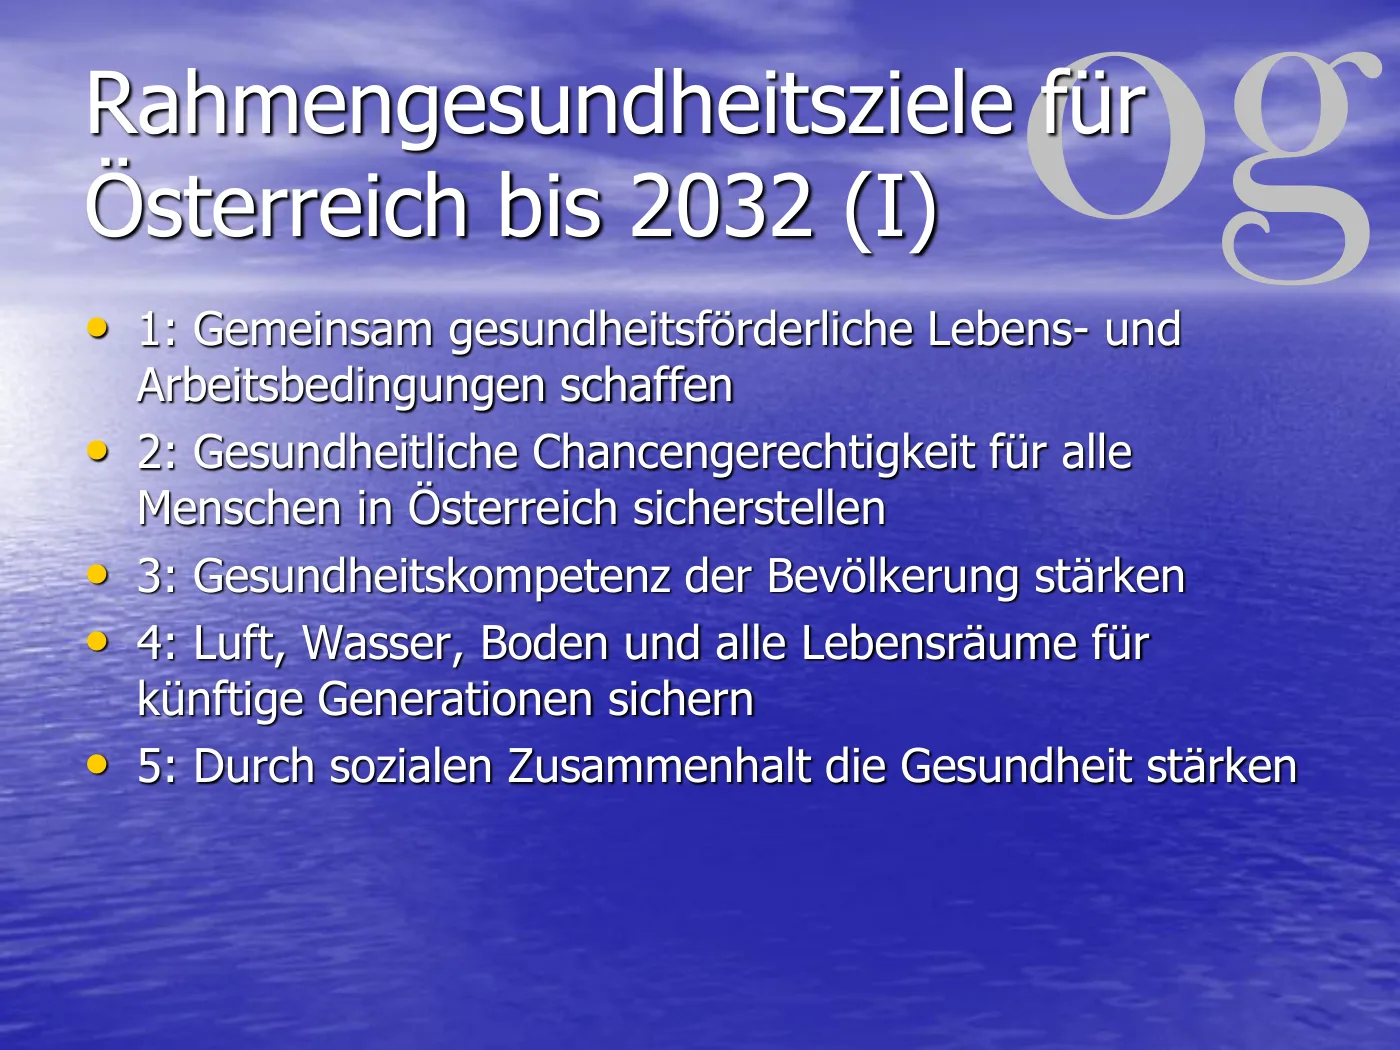 og
Rahmengesundheitsziele für
Österreich bis 2032 (I)
• 1: Gemeinsam gesundheitsförderliche Lebens- und
Arbeitsbedingungen schaffen
• 2: Gesundheitliche Chancengerechtigkeit für alle
Menschen in Österreich sicherstellen
• 3: Gesundheitskompetenz der Bevölkerung stärken
• 4: Luft, Wasser, Boden und alle Lebensräume für
künftige Generationen sichern
• 5: Durch sozialen Zusammenhalt die Gesundheit stärken